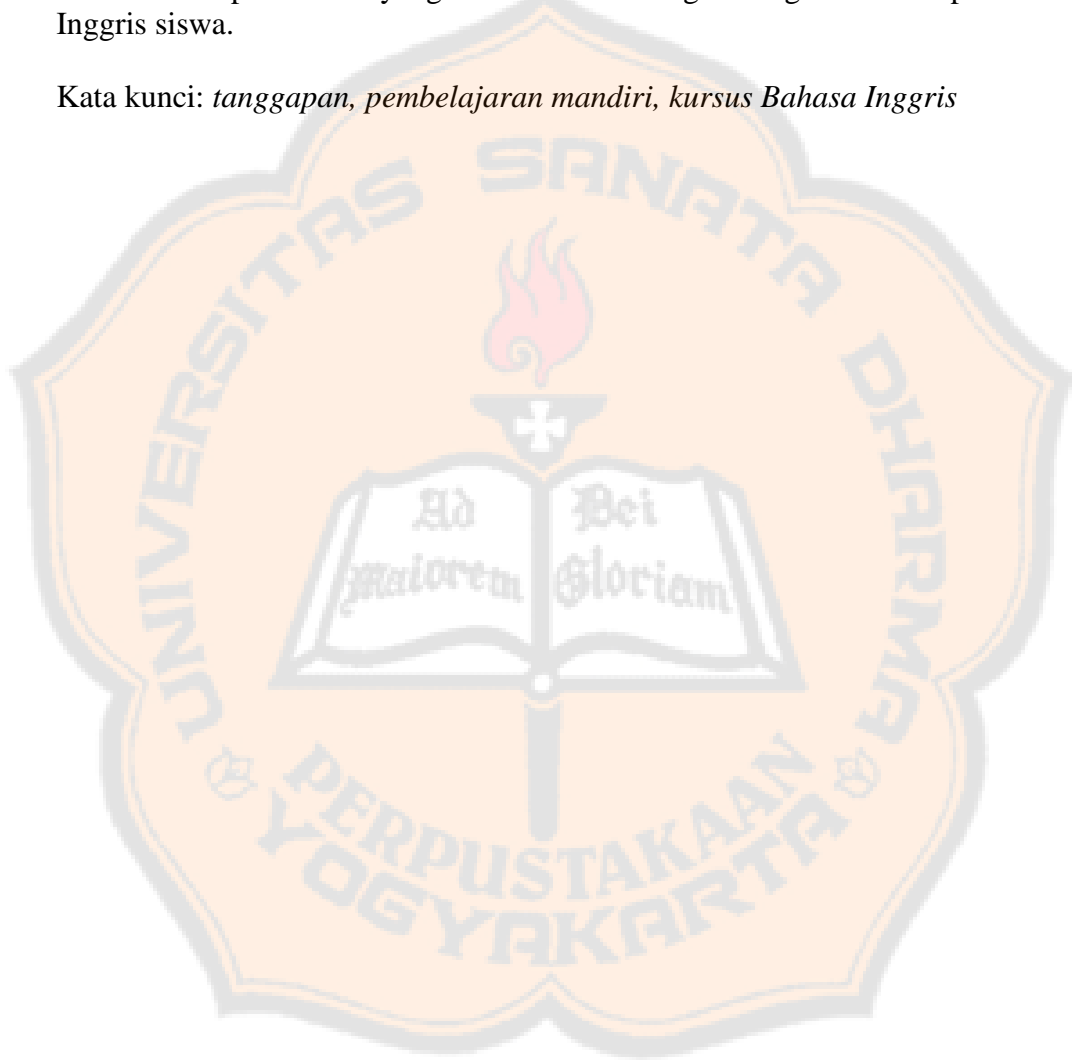 Inggris siswa.
Kata kunci: tanggapan, pembelajaran mandiri, kursus Bahasa Inggris
UNIVERSITAS SANATA DHARMA
Ad Maiorem
Dei Gloriam
PERPUSTAKAAN
YOGYAKARTA